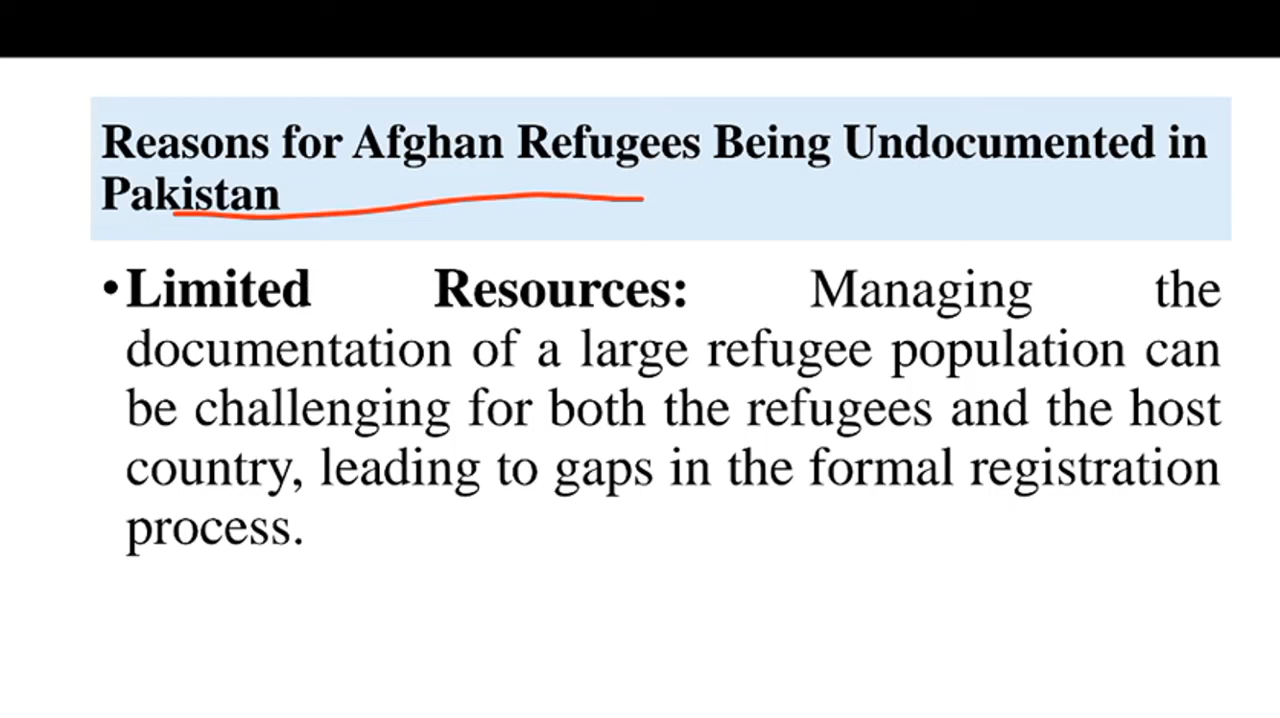 Reasons for Afghan Refugees Being Undocumented in
Pakistan
•Limited Resources: Managing the
documentation of a large refugee population can
be challenging for both the refugees and the host
country, leading to gaps in the formal registration
process.